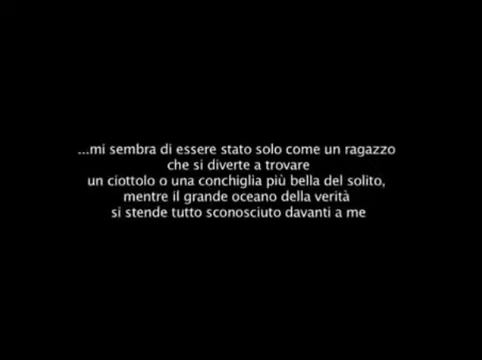 ...mi sembra di essere stato solo come un ragazzo
che si diverte a trovare
un ciottolo o una conchiglia più bella del solito,
mentre il grande oceano della verità
si stende tutto sconosciuto davanti a me